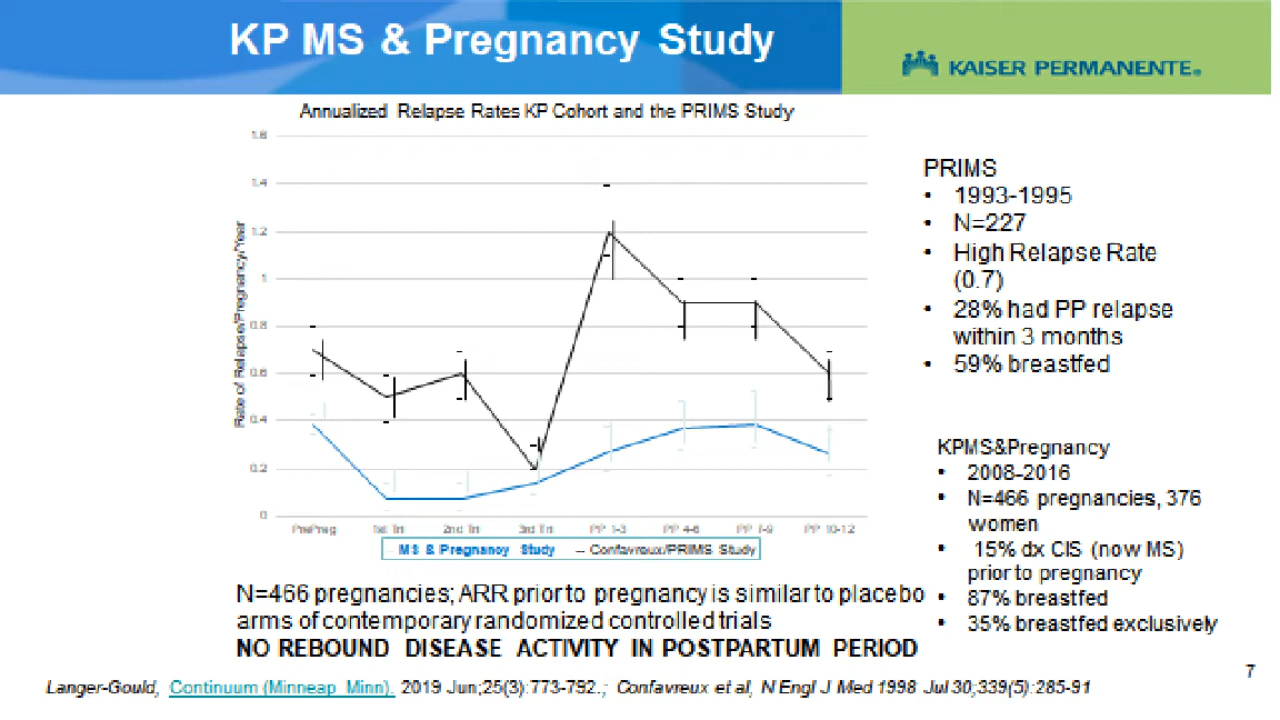 KP MS & Pregnancy Study
KAISER PERMANENTE®
Annualized Relapse Rates KP Cohort and the PRIMS Study
Rate of Relapse/Pregnancy/Year
1.6
1.4
1.2
1
0.8
0.6
0.4
0.2
0
PrePreg 1st Tri 2nd Tri 3rd Tri PP 1-3 PP 4-6 PP 7-9 PP 10-12
MS & Pregnancy Study Confavreux/PRIMS Study
PRIMS
• 1993-1995
• N=227
• High Relapse Rate
(0.7)
• 28% had PP relapse
within 3 months
• 59% breastfed
KPMS&Pregnancy
• 2008-2016
• N=466 pregnancies, 376
women
• 15% dx CIS (now MS)
prior to pregnancy
• 87% breastfed
• 35% breastfed exclusively
N=466 pregnancies; ARR prior to pregnancy is similar to placebo
arms of contemporary randomized controlled trials
NO REBOUND DISEASE ACTIVITY IN POSTPARTUM PERIOD
Langer-Gould, Continuum (Minneap Minn). 2019 Jun;25(3):773-792.; Confavreux et al, N Engl J Med 1998 Jul 30;339(5):285-91
7